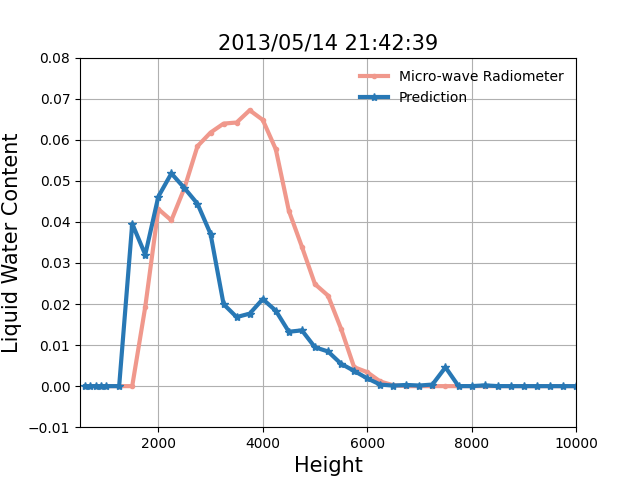 2013/05/14 21:42:39
0.08
0.07
0.06
0.05
0.04
0.03
0.02
0.01
0.00
−0.01
Liquid Water Content
Micro-wave Radiometer
Prediction
2000 4000 6000 8000 10000
Height